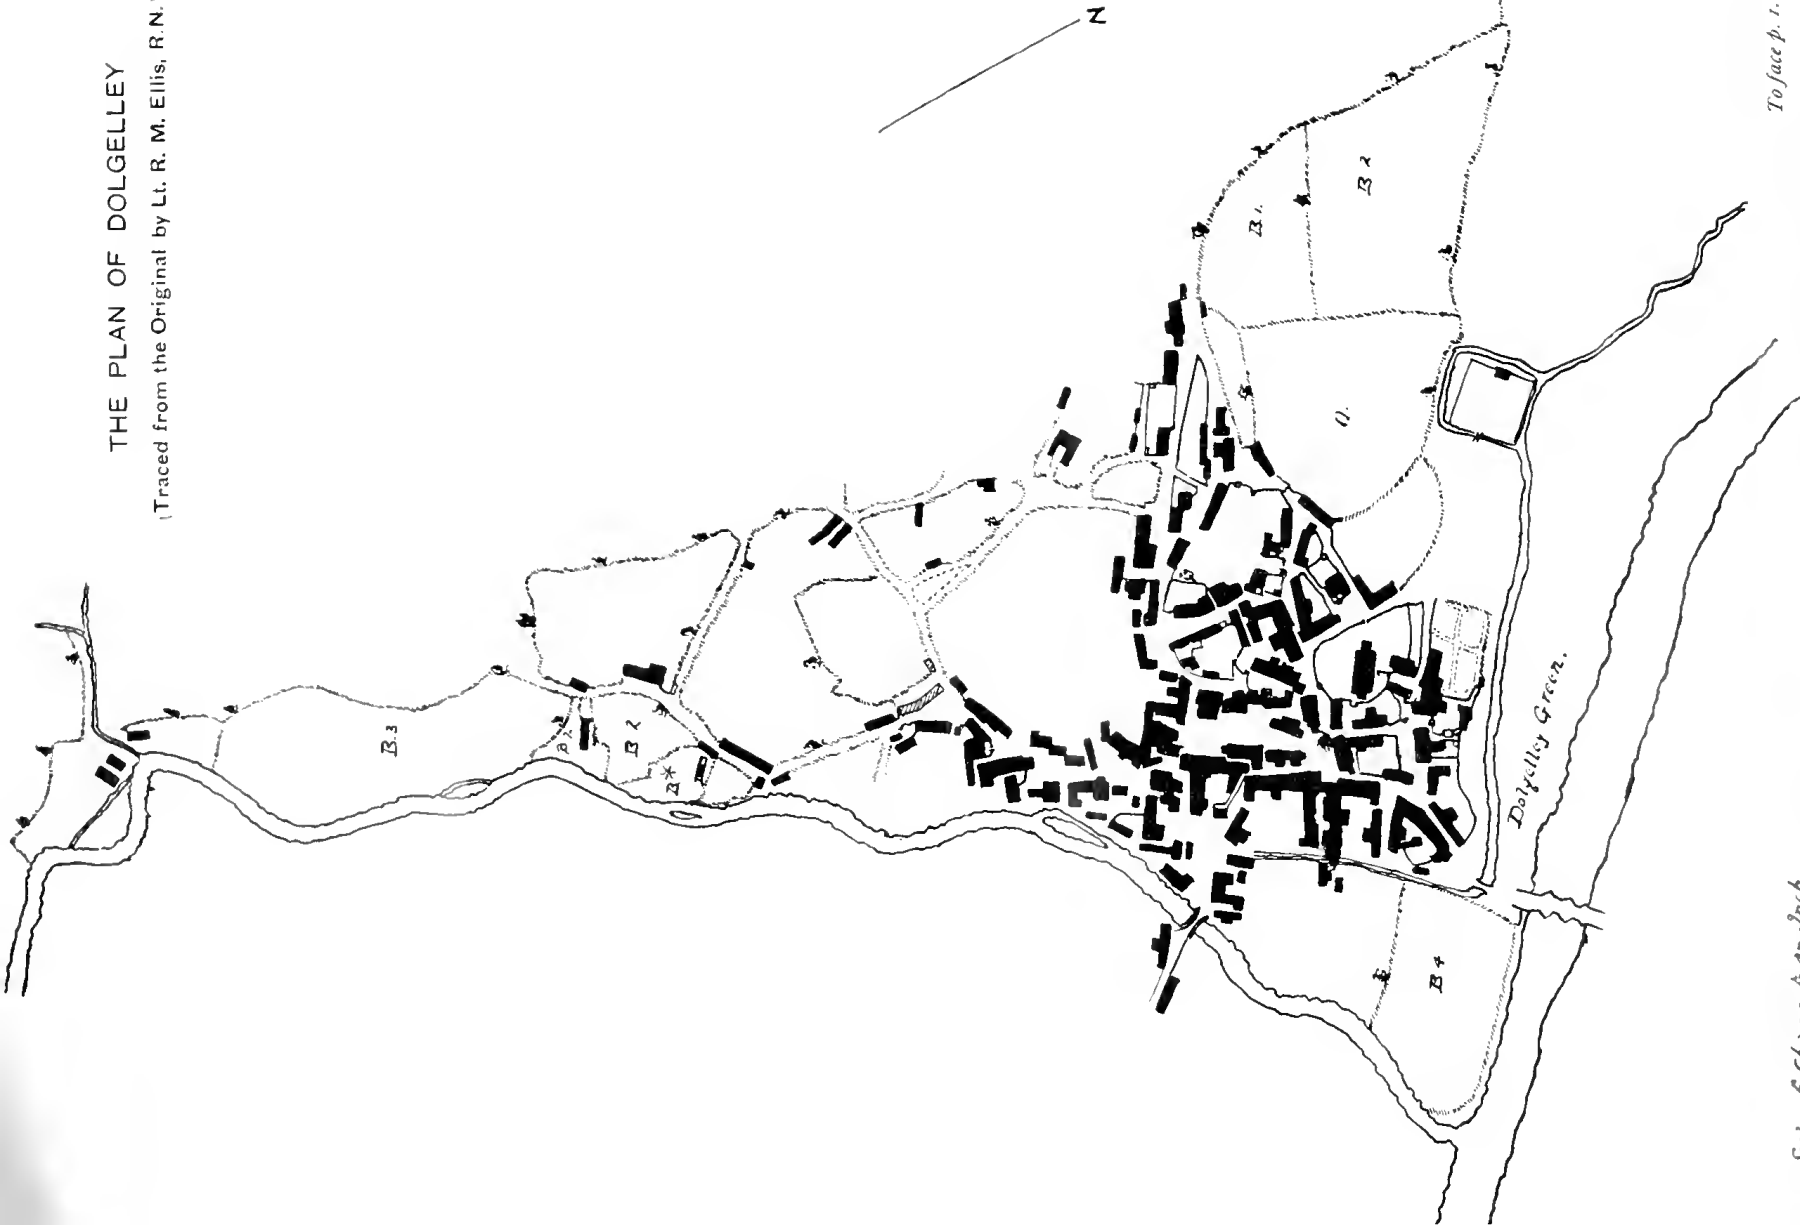 THE PLAN OF DOLGELLEY
(Traced from the Original by Lt. R. M. Ellis, R.N.
N
To face p. 1.
B.1.
B 2
B.3
B 2
B 2
B*
B 4
Dolgelley Green.